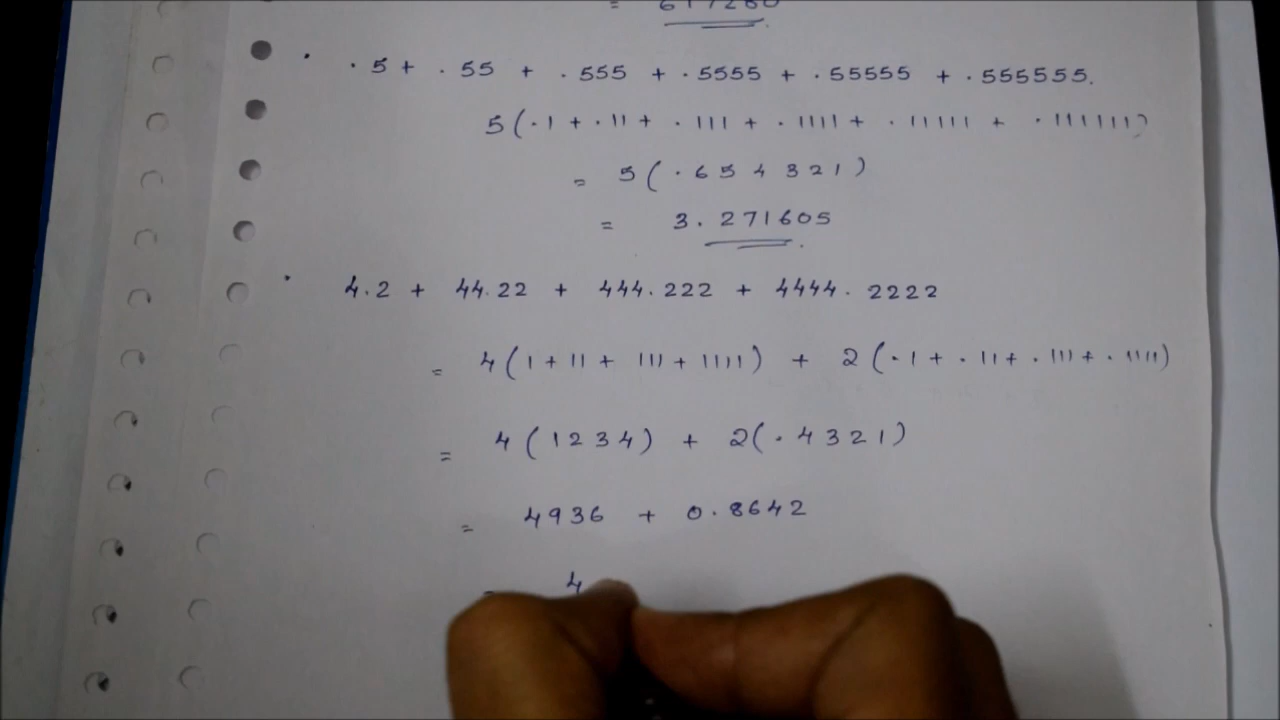 = 617280
. .5 + .55 + .555 + .5555 + .55555 + .555555.
5(.1 + .11 + .111 + .1111 + .11111 + .111111)
= 5(.654321)
= 3.271605
. 4.2 + 44.22 + 444.222 + 4444.2222
= 4(1 + 11 + 111 + 1111) + 2(.1 + .11 + .111 + .1111)
= 4(1234) + 2(.4321)
= 4936 + 0.8642
= 4